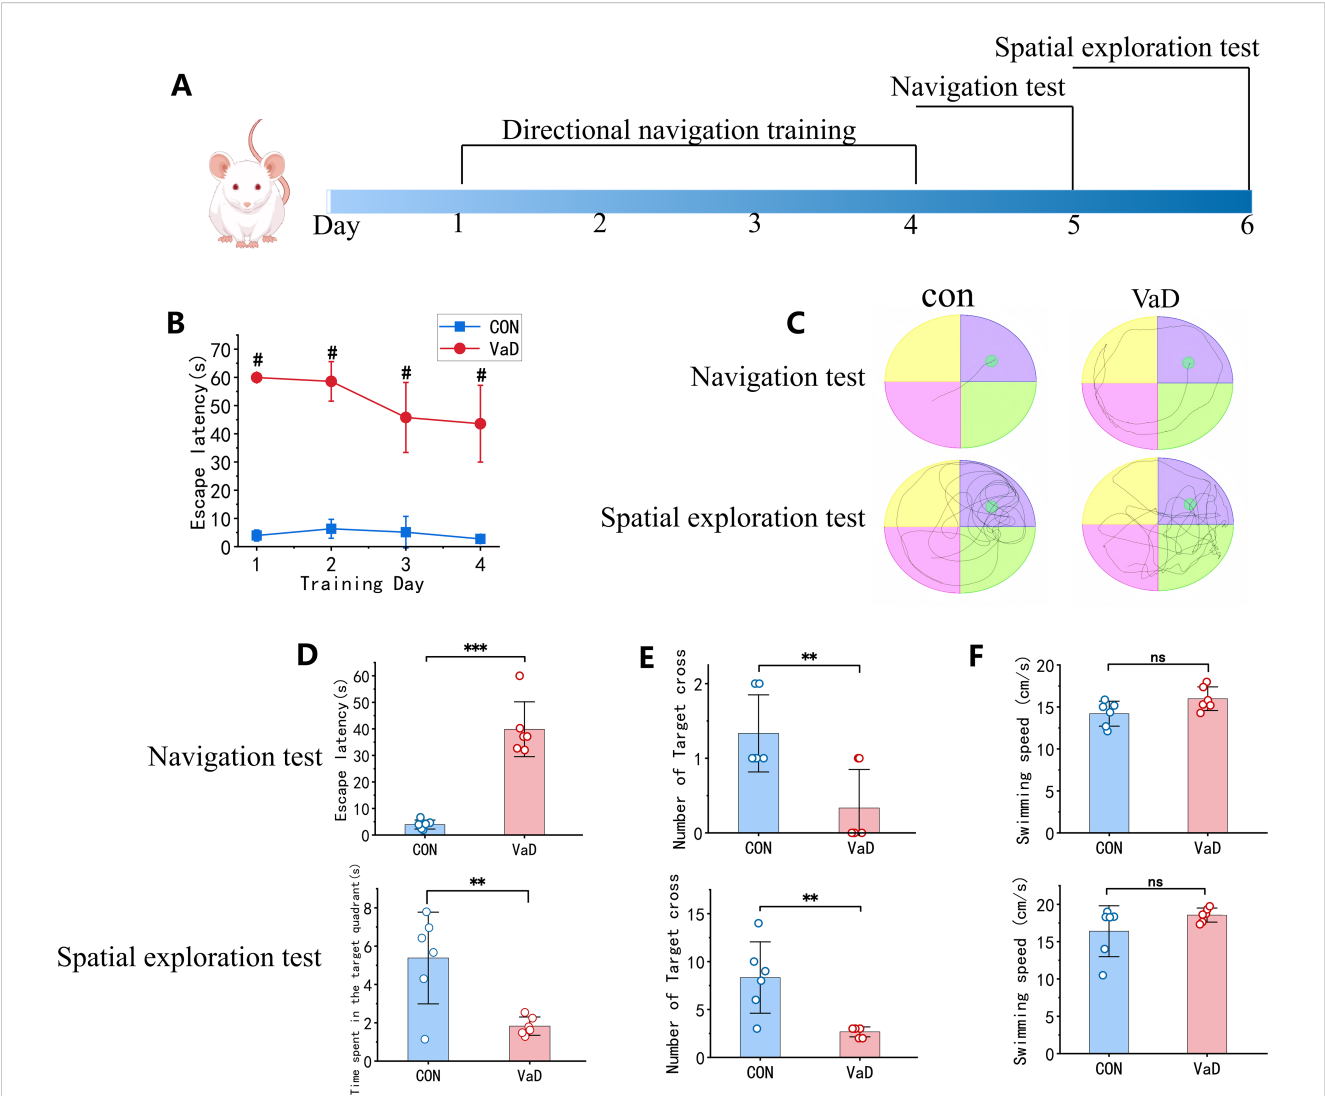 A
Spatial exploration test
Navigation test
Directional navigation training
Day 1 2 3 4 5 6
B
CON
VaD
# # # #
Escape latency(s)
70
60
50
40
30
20
10
0
1 2 3 4
Training Day
C
con VaD
Navigation test
Spatial exploration test
Navigation test
D
***
Escape latency(s)
60
50
40
30
20
10
0
CON VaD
E
**
Number of Target cross
2
1
0
CON VaD
F
ns
Swimming speed (cm/s)
20
15
10
5
0
CON VaD
Spatial exploration test
**
Time spent in the target quadrant(s)
8
6
4
2
0
CON VaD
**
Number of Target cross
15
10
5
0
CON VaD
ns
Swimming speed (cm/s)
20
15
10
5
0
CON VaD